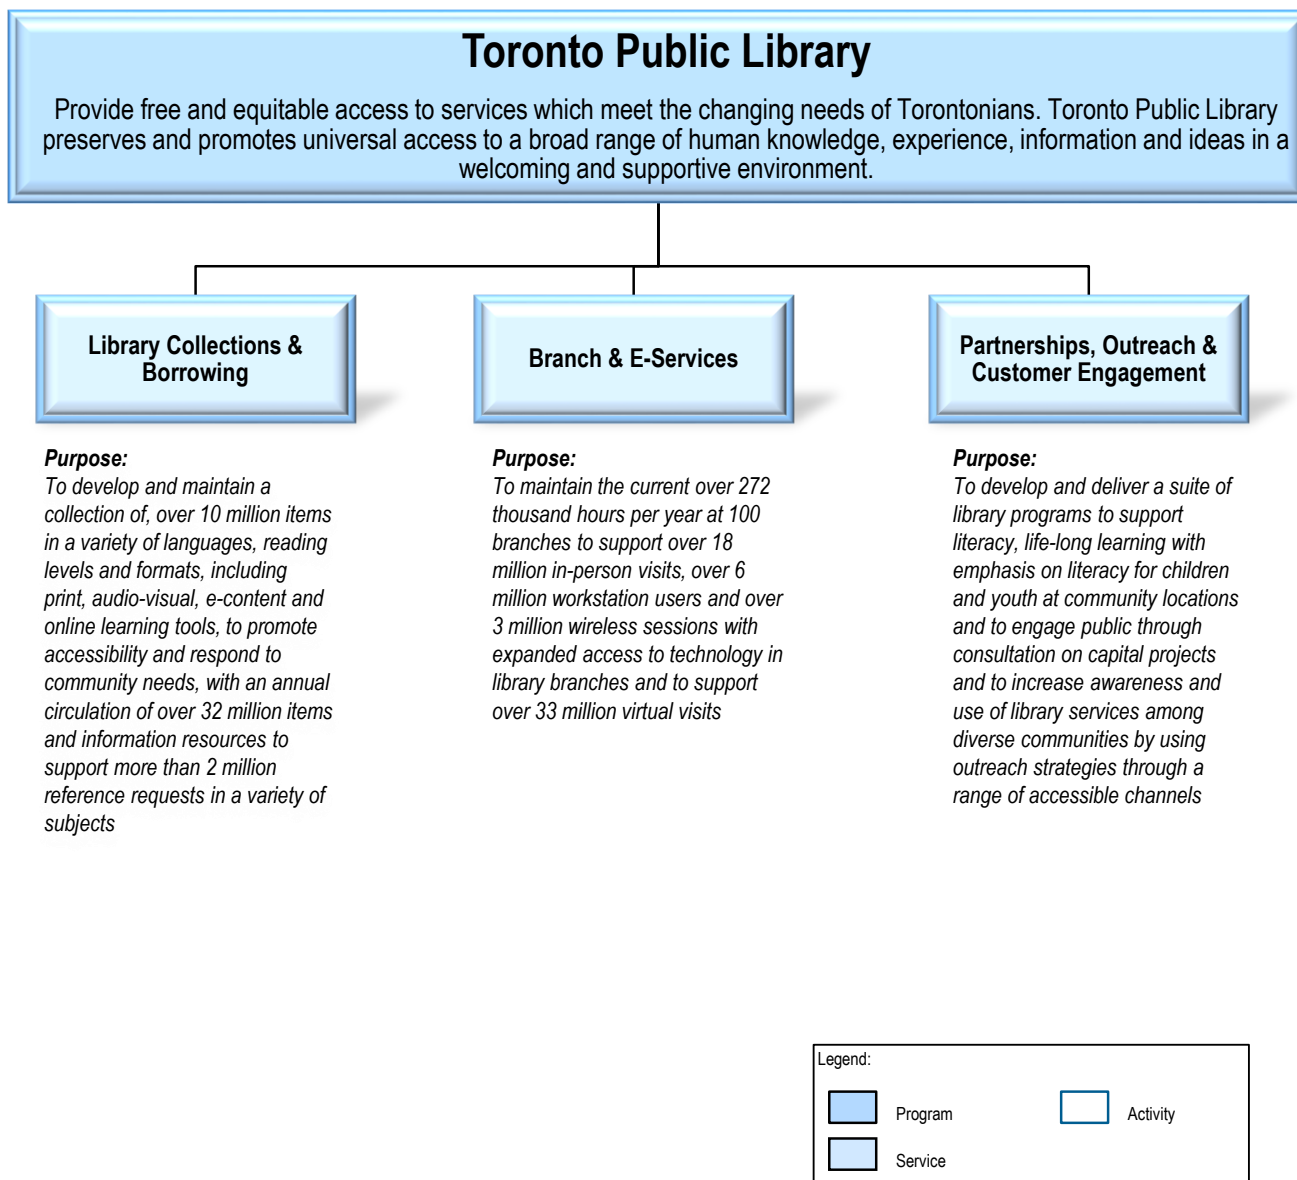 Toronto Public Library
Provide free and equitable access to services which meet the changing needs of Torontonians. Toronto Public Library
preserves and promotes universal access to a broad range of human knowledge, experience, information and ideas in a
welcoming and supportive environment.
Library Collections &
Borrowing
Purpose:
To develop and maintain a
collection of, over 10 million items
in a variety of languages, reading
levels and formats, including
print, audio-visual, e-content and
online learning tools, to promote
accessibility and respond to
community needs, with an annual
circulation of over 32 million items
and information resources to
support more than 2 million
reference requests in a variety of
subjects
Branch & E-Services
Purpose:
To maintain the current over 272
thousand hours per year at 100
branches to support over 18
million in-person visits, over 6
million workstation users and over
3 million wireless sessions with
expanded access to technology in
library branches and to support
over 33 million virtual visits
Partnerships, Outreach &
Customer Engagement
Purpose:
To develop and deliver a suite of
library programs to support
literacy, life-long learning with
emphasis on literacy for children
and youth at community locations
and to engage public through
consultation on capital projects
and to increase awareness and
use of library services among
diverse communities by using
outreach strategies through a
range of accessible channels
Legend:
Program
Activity
Service